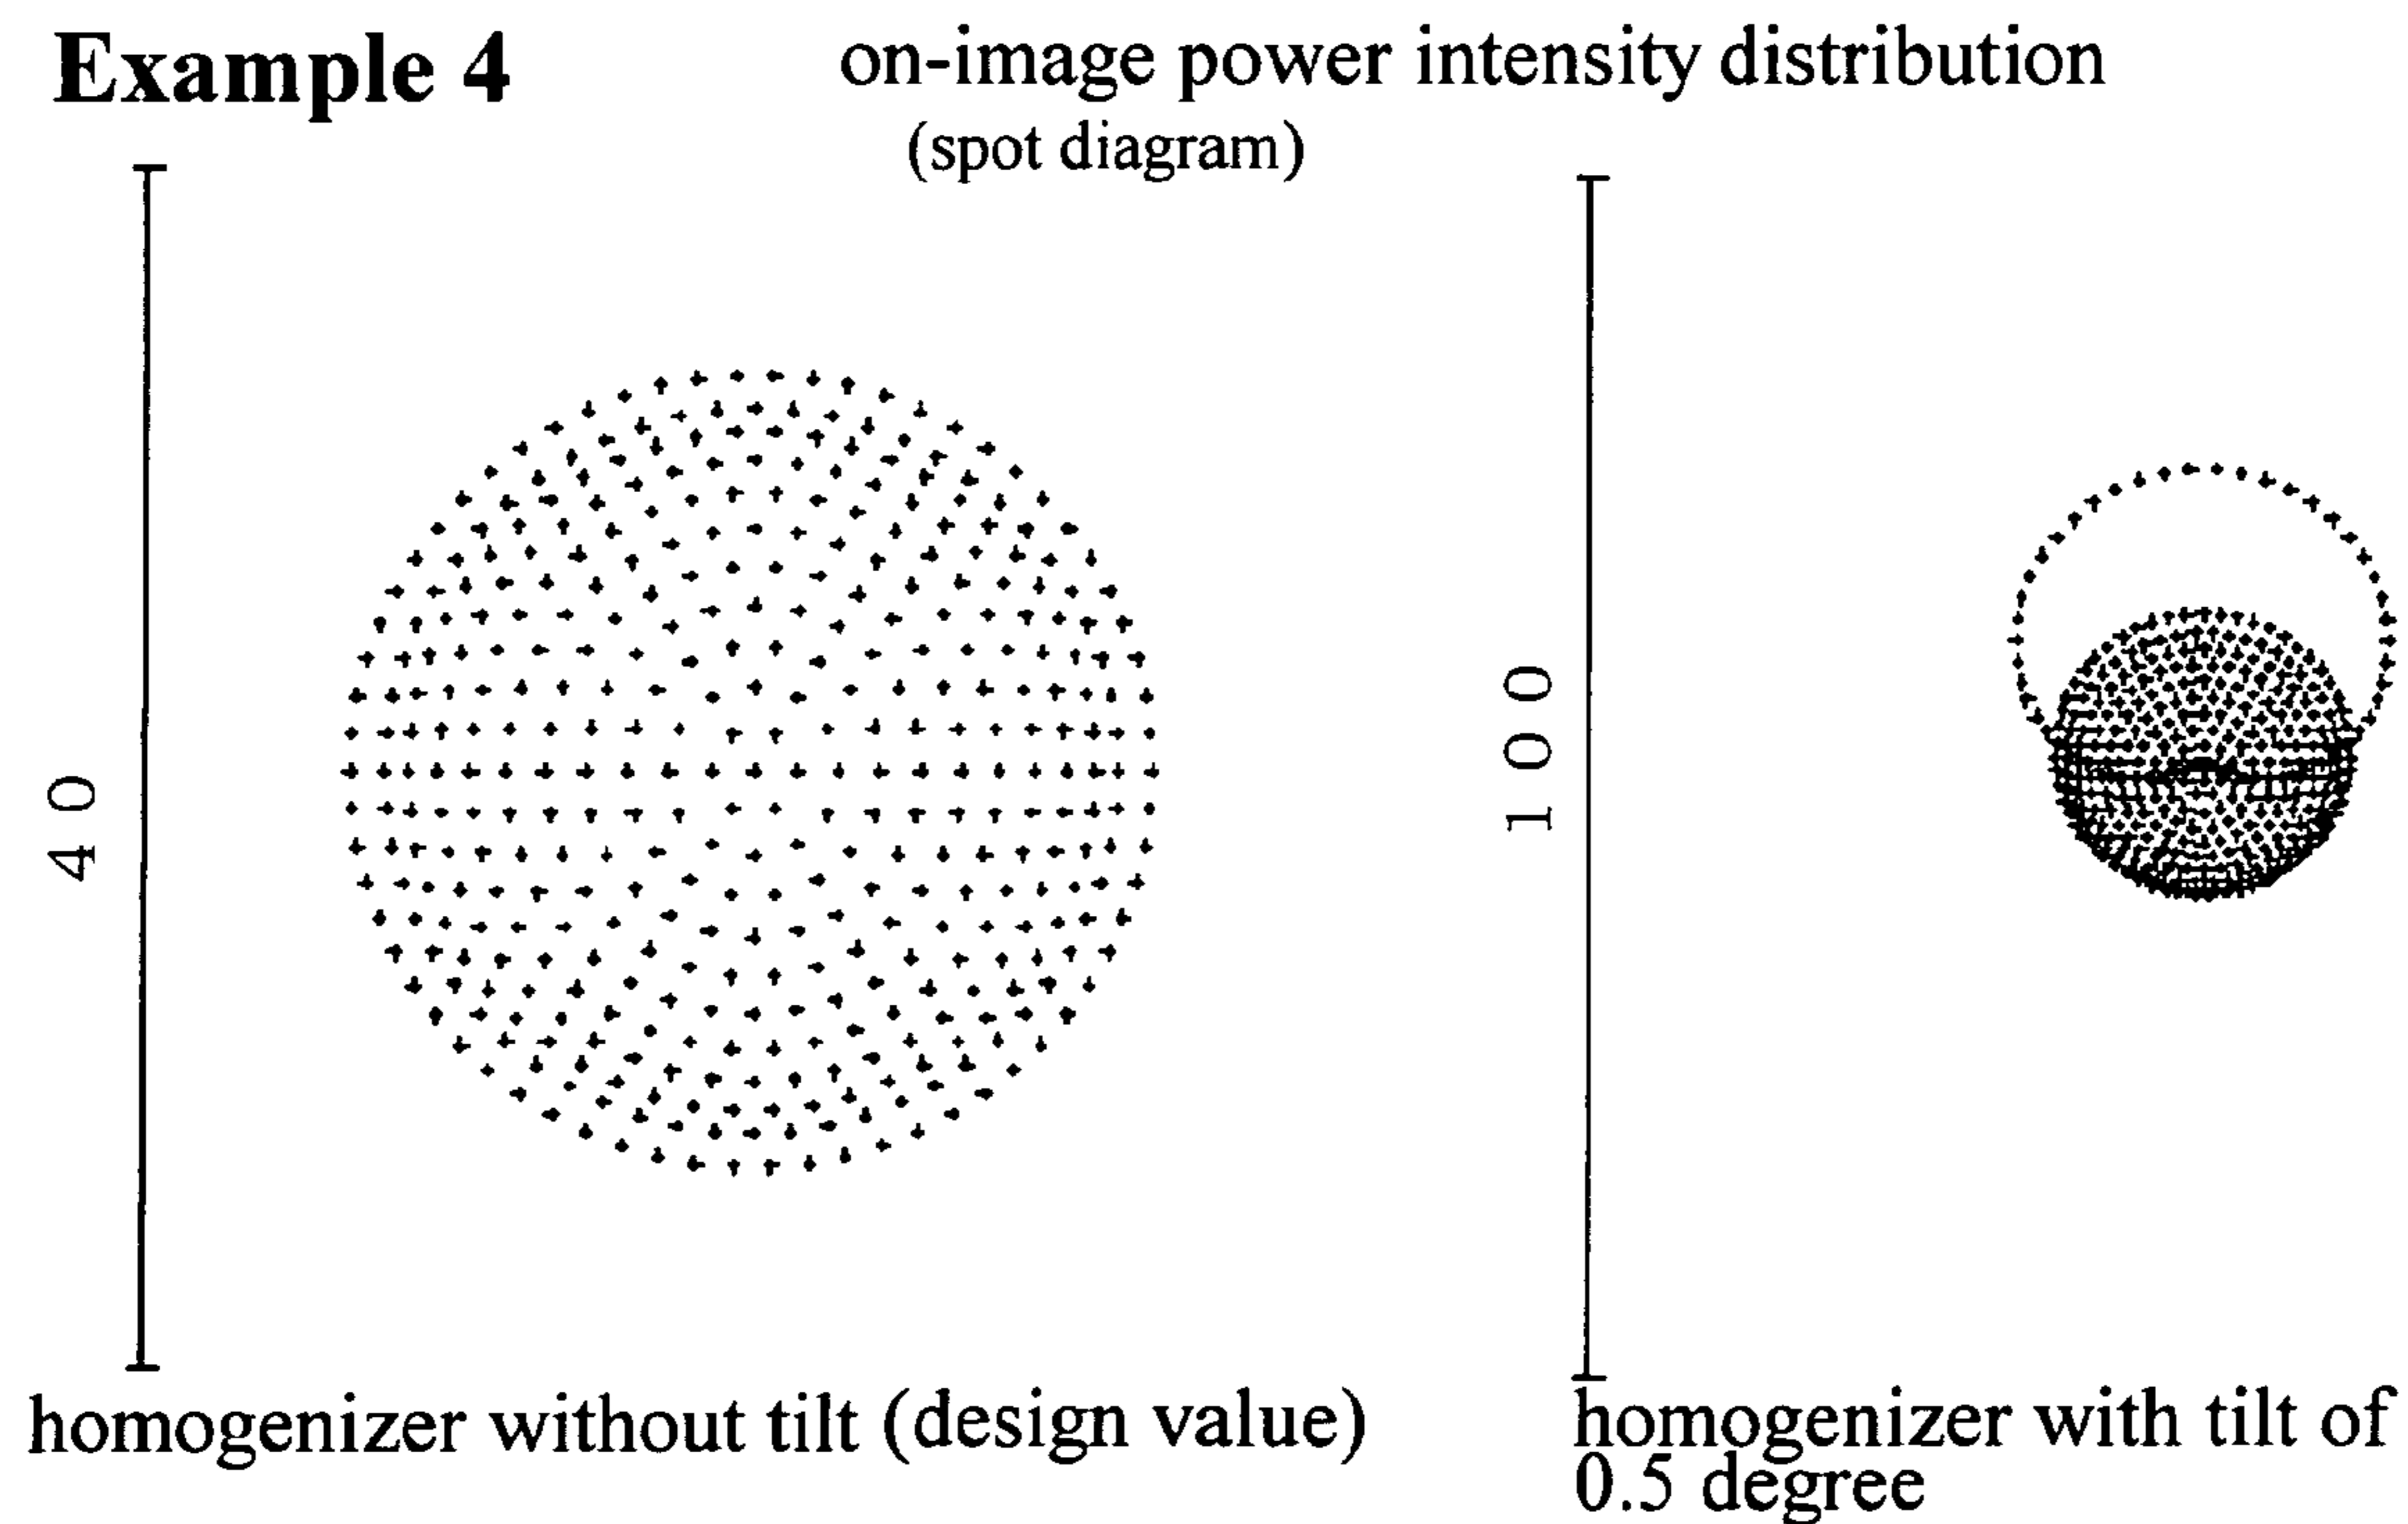 Example 4
on-image power intensity distribution
(spot diagram)
40
100
homogenizer without tilt (design value)
homogenizer with tilt of
0.5 degree